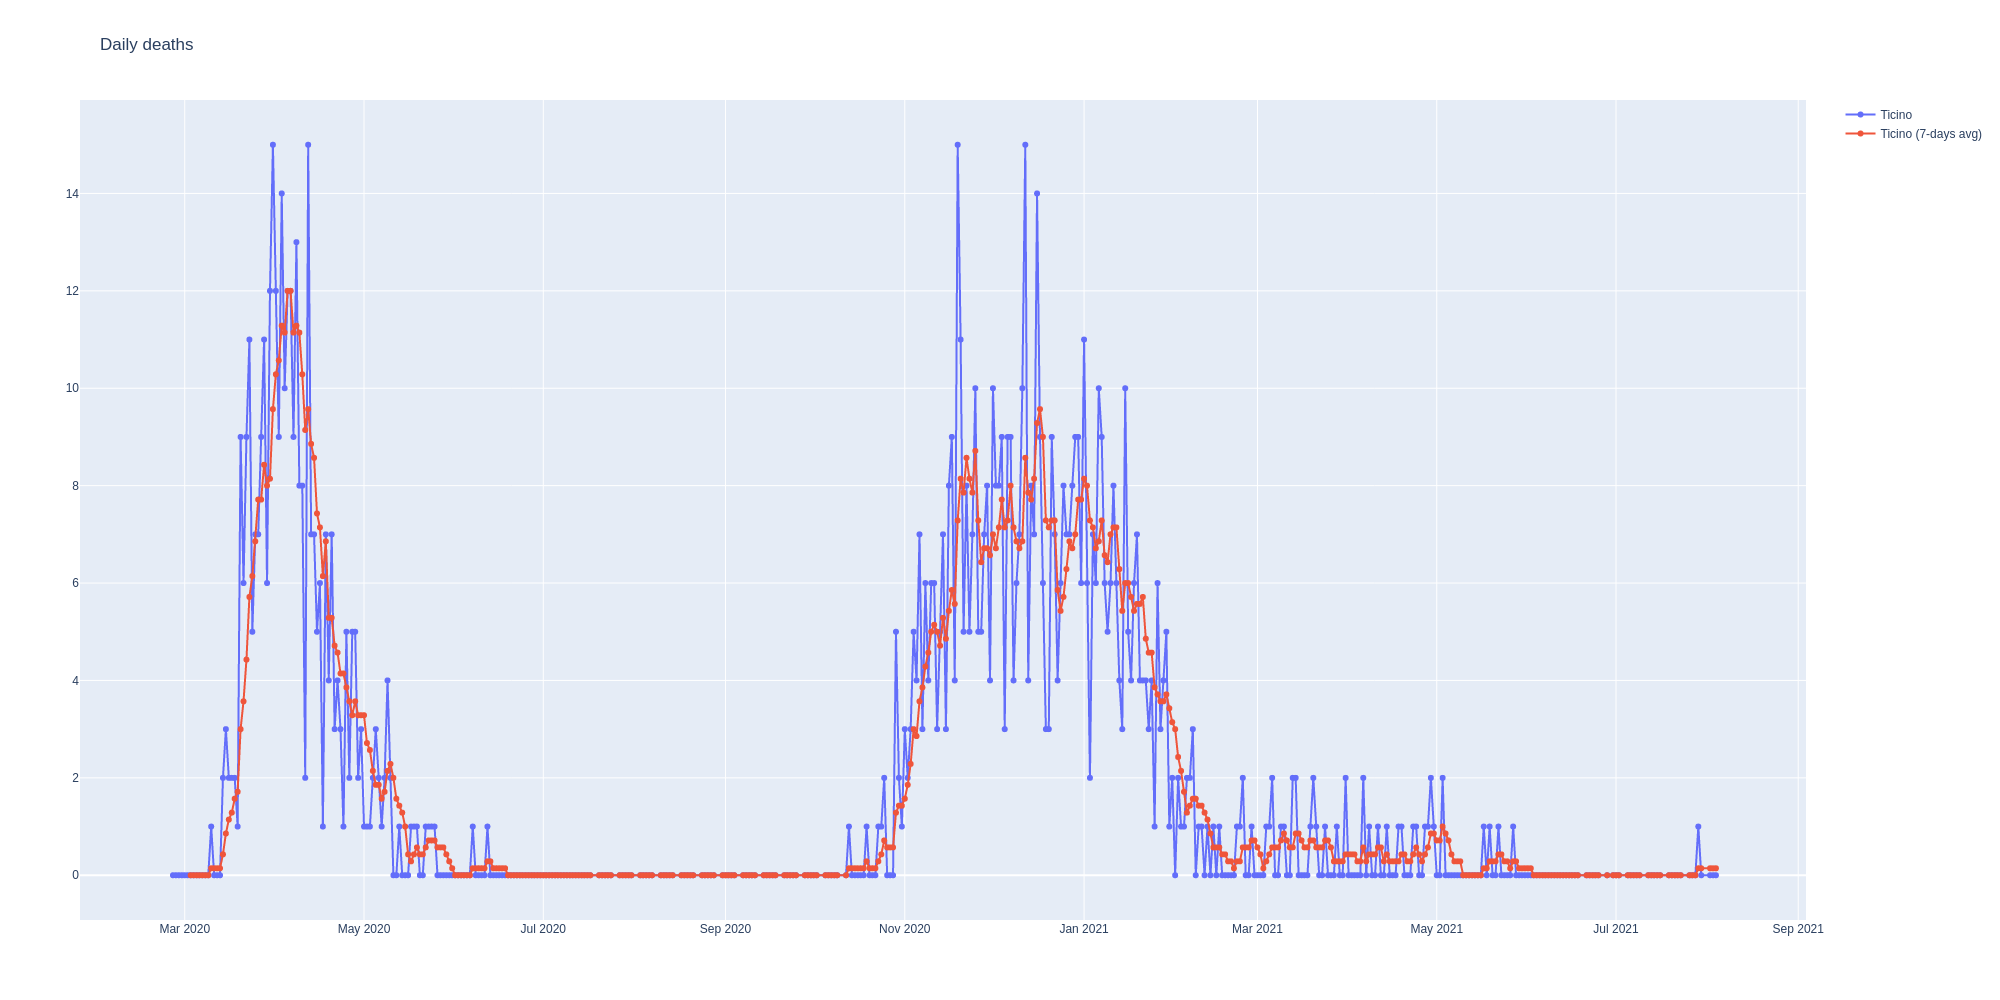 Daily deaths
Ticino
Ticino (7-days avg)
14
12
10
8
6
4
2
0
Mar 2020
May 2020
Jul 2020
Sep 2020
Nov 2020
Jan 2021
Mar 2021
May 2021
Jul 2021
Sep 2021